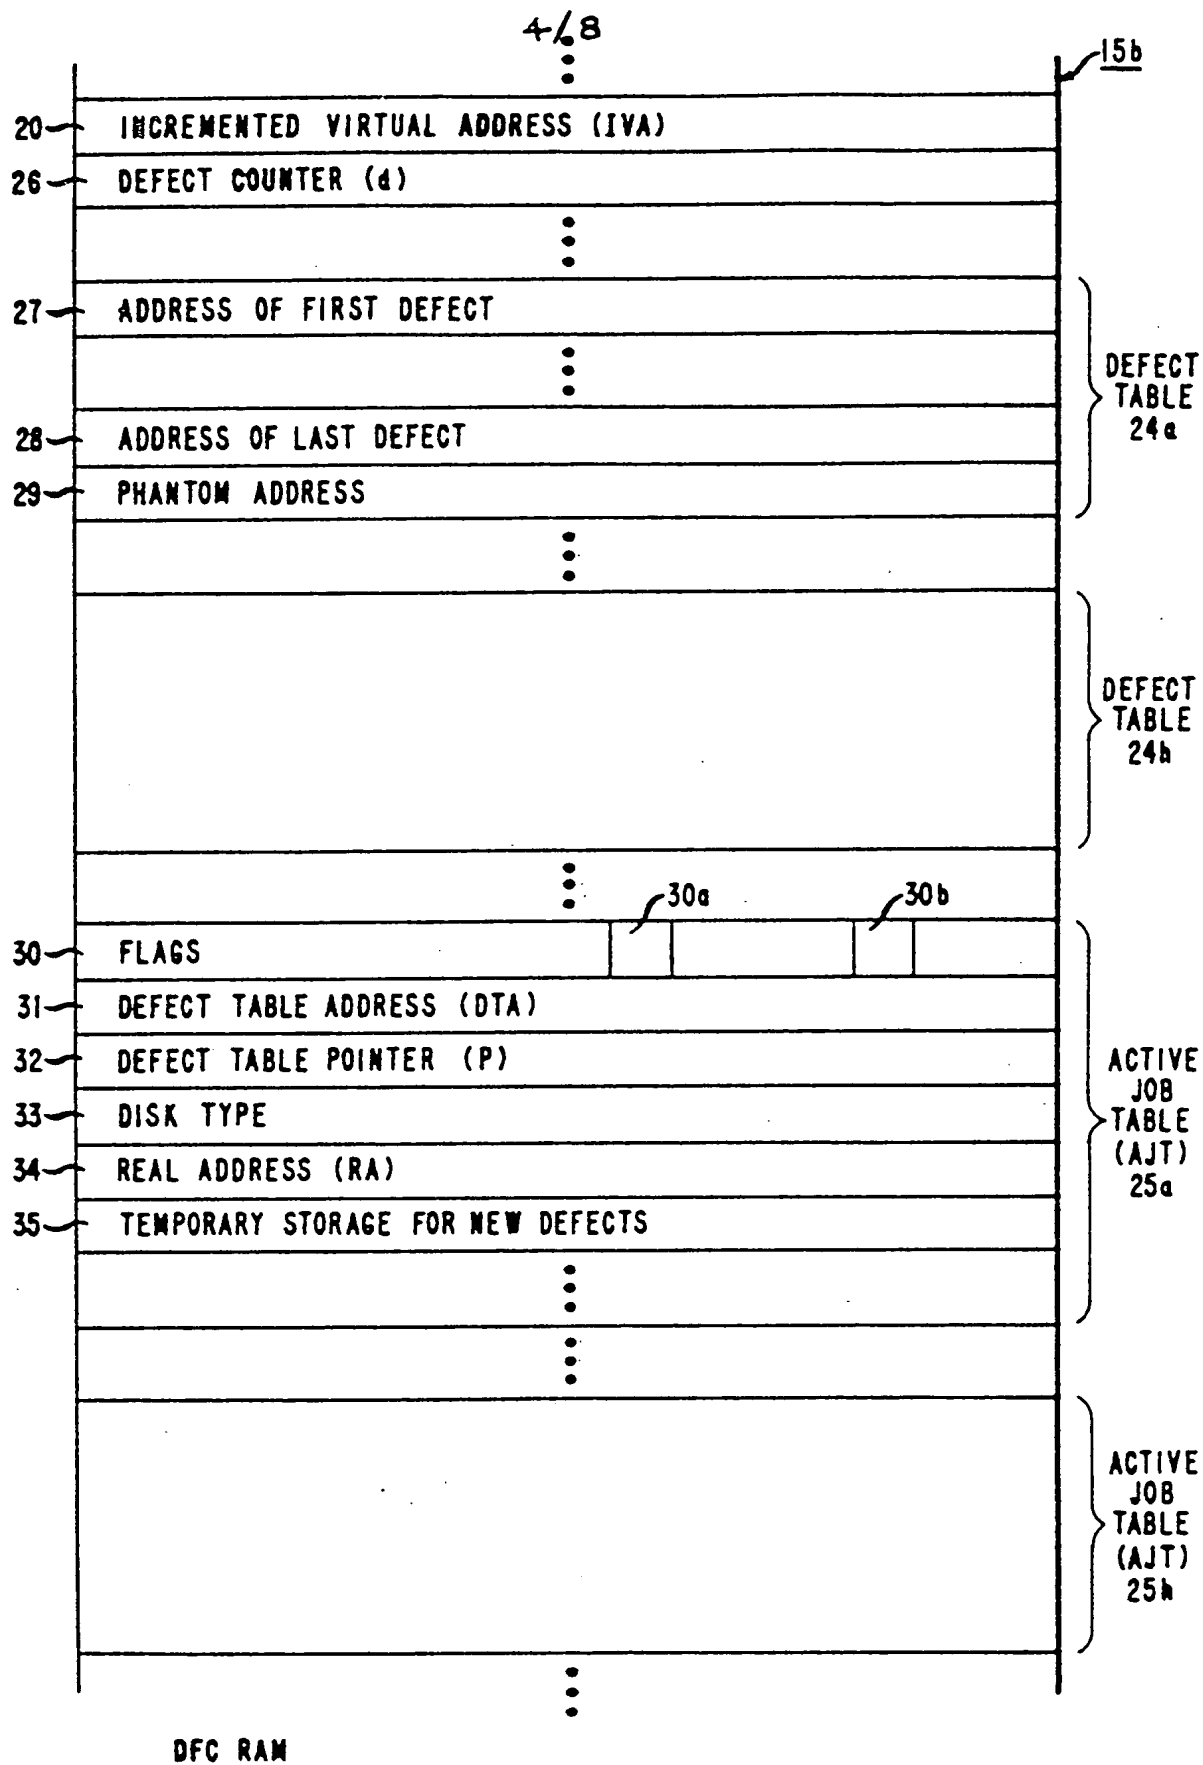 4/8
15b
20 INCREMENTED VIRTUAL ADDRESS (IVA)
26 DEFECT COUNTER (d)
27 ADDRESS OF FIRST DEFECT
DEFECT
TABLE
24a
28 ADDRESS OF LAST DEFECT
29 PHANTOM ADDRESS
DEFECT
TABLE
24h
30a 30b
30 FLAGS
31 DEFECT TABLE ADDRESS (DTA)
32 DEFECT TABLE POINTER (P)
33 DISK TYPE
34 REAL ADDRESS (RA)
35 TEMPORARY STORAGE FOR NEW DEFECTS
ACTIVE
JOB
TABLE
(AJT)
25a
ACTIVE
JOB
TABLE
(AJT)
25h
DFC RAM